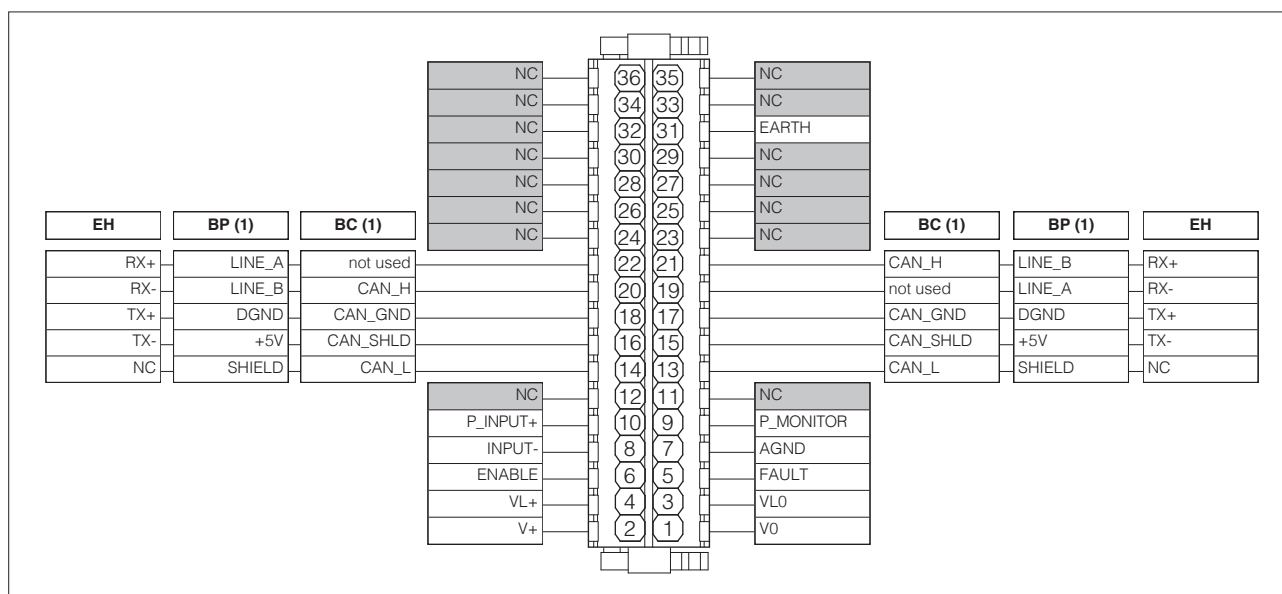 NC 36 35 NC
NC 34 33 NC
NC 32 31 EARTH
NC 30 29 NC
NC 28 27 NC
NC 26 25 NC
EH BP (1) BC (1) NC 24 23 NC BC (1) BP (1) EH
RX+ LINE_A not used 22 21 CAN_H LINE_B RX+
RX- LINE_B CAN_H 20 19 not used LINE_A RX-
TX+ DGND CAN_GND 18 17 CAN_GND DGND TX+
TX- +5V CAN_SHLD 16 15 CAN_SHLD +5V TX-
NC SHIELD CAN_L 14 13 CAN_L SHIELD NC
NC 12 11 NC
P_INPUT+ 10 9 P_MONITOR
INPUT- 8 7 AGND
ENABLE 6 5 FAULT
VL+ 4 3 VL0
V+ 2 1 V0